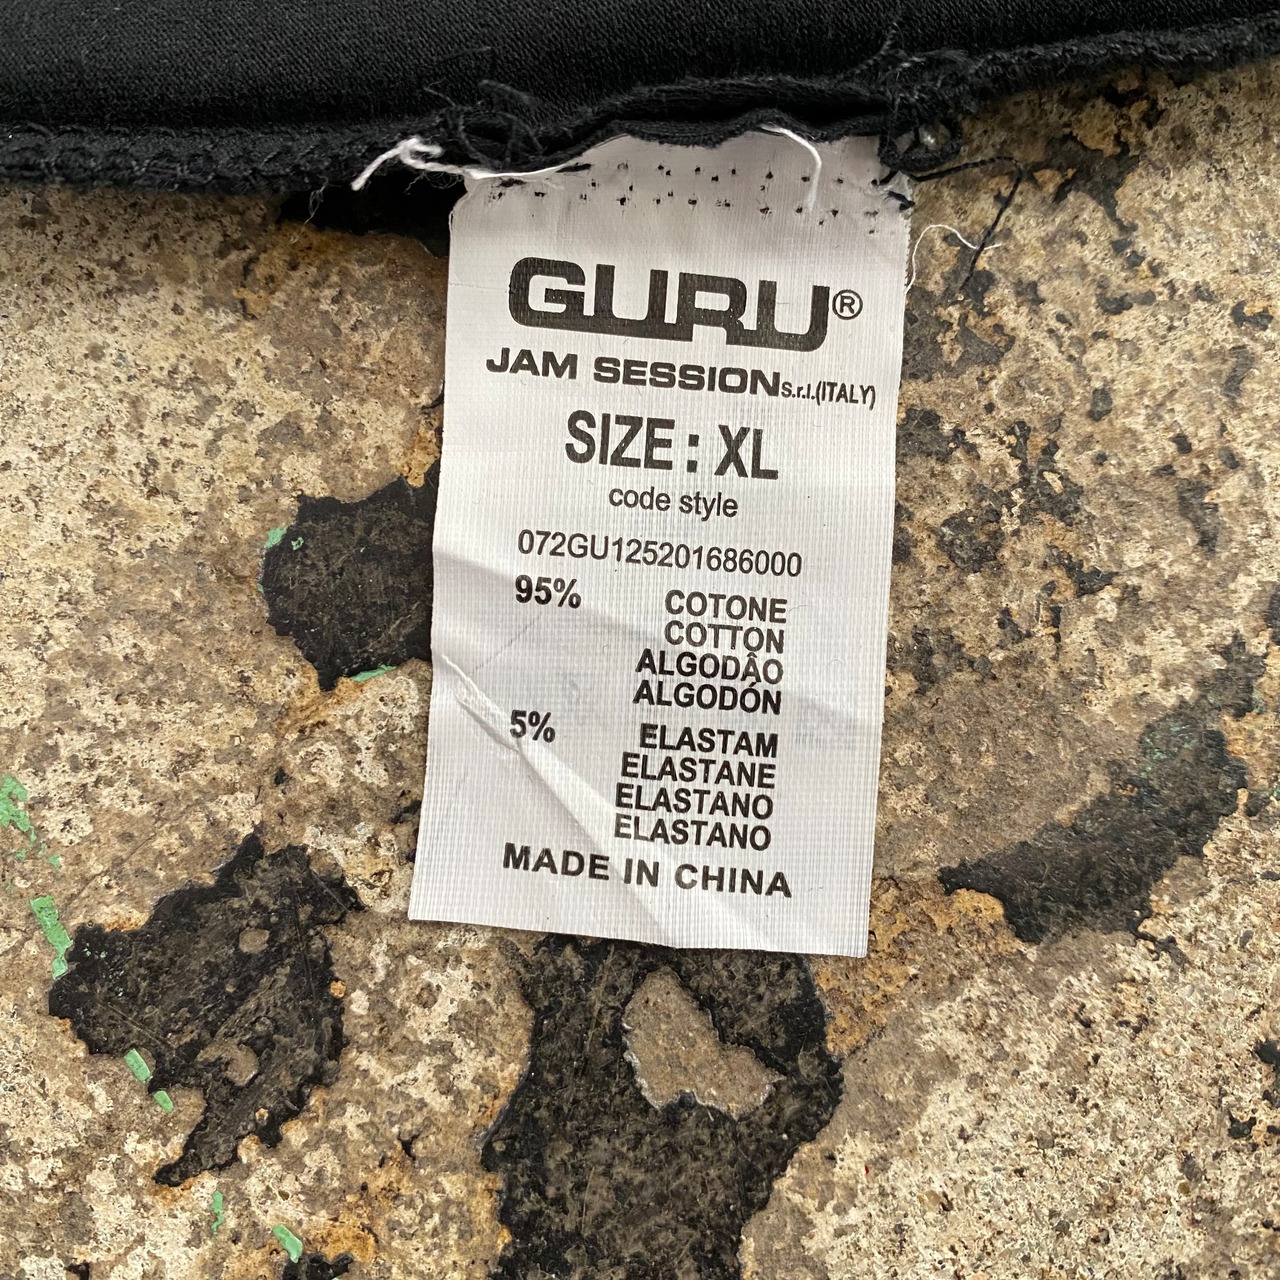 GURU®
JAM SESSION S.r.l.(ITALY)
SIZE : XL
code style
072GU125201686000
95% COTONE
COTTON
ALGODÂO
ALGODÓN
5% ELASTAM
ELASTANE
ELASTANO
ELASTANO
MADE IN CHINA